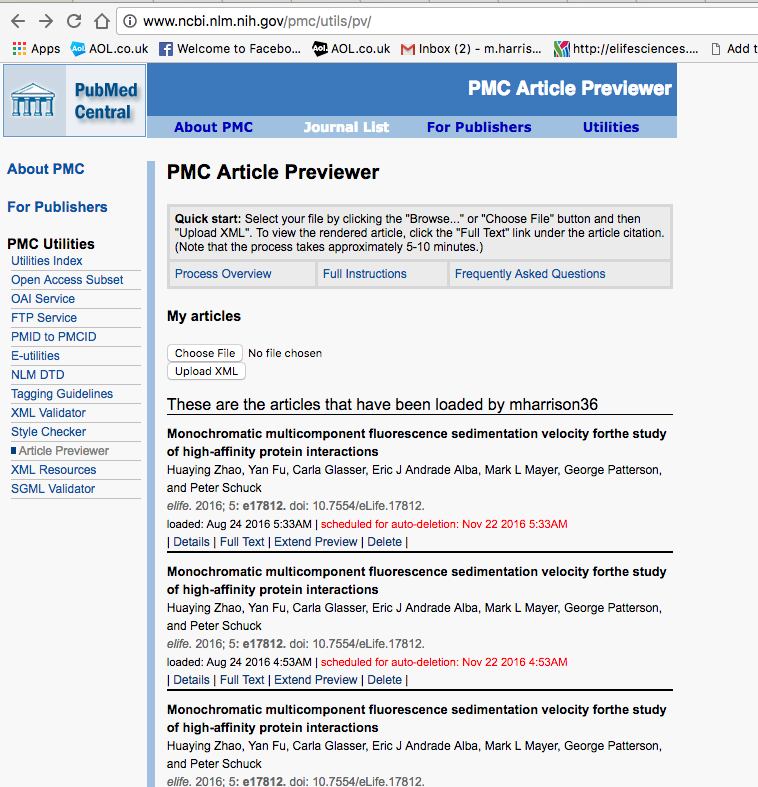 www.ncbi.nlm.nih.gov/pmc/utils/pv/
Apps AOL.co.uk Welcome to Facebo... AOL.co.uk Inbox (2) - m.harris... http://elifesciences.... Add t
PubMed
Central
PMC Article Previewer
About PMC Journal List For Publishers Utilities
About PMC
For Publishers
PMC Utilities
Utilities Index
Open Access Subset
OAI Service
FTP Service
PMID to PMCID
E-utilities
NLM DTD
Tagging Guidelines
XML Validator
Style Checker
Article Previewer
XML Resources
SGML Validator
PMC Article Previewer
Quick start: Select your file by clicking the "Browse..." or "Choose File" button and then
"Upload XML". To view the rendered article, click the "Full Text" link under the article citation.
(Note that the process takes approximately 5-10 minutes.)
Process Overview Full Instructions Frequently Asked Questions
My articles
Choose File No file chosen
Upload XML
These are the articles that have been loaded by mharrison36
Monochromatic multicomponent fluorescence sedimentation velocity forthe study
of high-affinity protein interactions
Huaying Zhao, Yan Fu, Carla Glasser, Eric J Andrade Alba, Mark L Mayer, George Patterson,
and Peter Schuck
elife. 2016; 5: e17812. doi: 10.7554/eLife.17812.
loaded: Aug 24 2016 5:33AM | scheduled for auto-deletion: Nov 22 2016 5:33AM
| Details | Full Text | Extend Preview | Delete |
Monochromatic multicomponent fluorescence sedimentation velocity forthe study
of high-affinity protein interactions
Huaying Zhao, Yan Fu, Carla Glasser, Eric J Andrade Alba, Mark L Mayer, George Patterson,
and Peter Schuck
elife. 2016; 5: e17812. doi: 10.7554/eLife.17812.
loaded: Aug 24 2016 4:53AM | scheduled for auto-deletion: Nov 22 2016 4:53AM
| Details | Full Text | Extend Preview | Delete |
Monochromatic multicomponent fluorescence sedimentation velocity forthe study
of high-affinity protein interactions
Huaying Zhao, Yan Fu, Carla Glasser, Eric J Andrade Alba, Mark L Mayer, George Patterson,
and Peter Schuck
elife. 2016; 5: e17812. doi: 10.7554/eLife.17812.